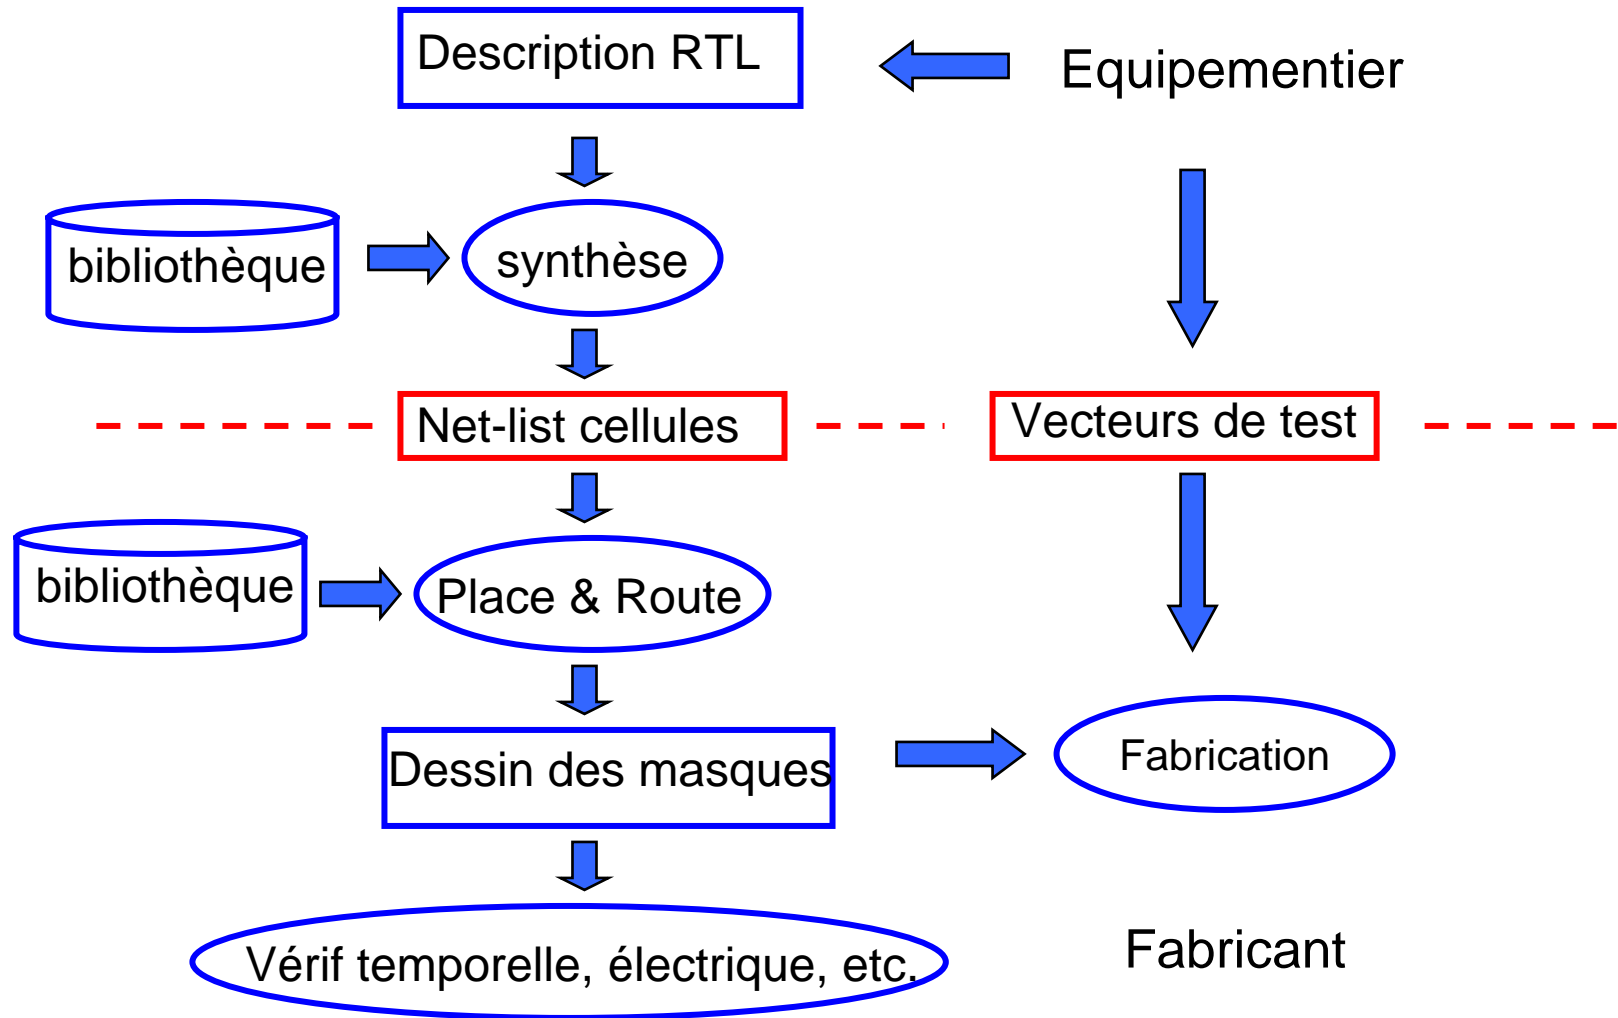 Description RTL
Equipementier
bibliothèque
synthèse
Net-list cellules
Vecteurs de test
bibliothèque
Place & Route
Dessin des masques
Fabrication
Vérif temporelle, électrique, etc.
Fabricant